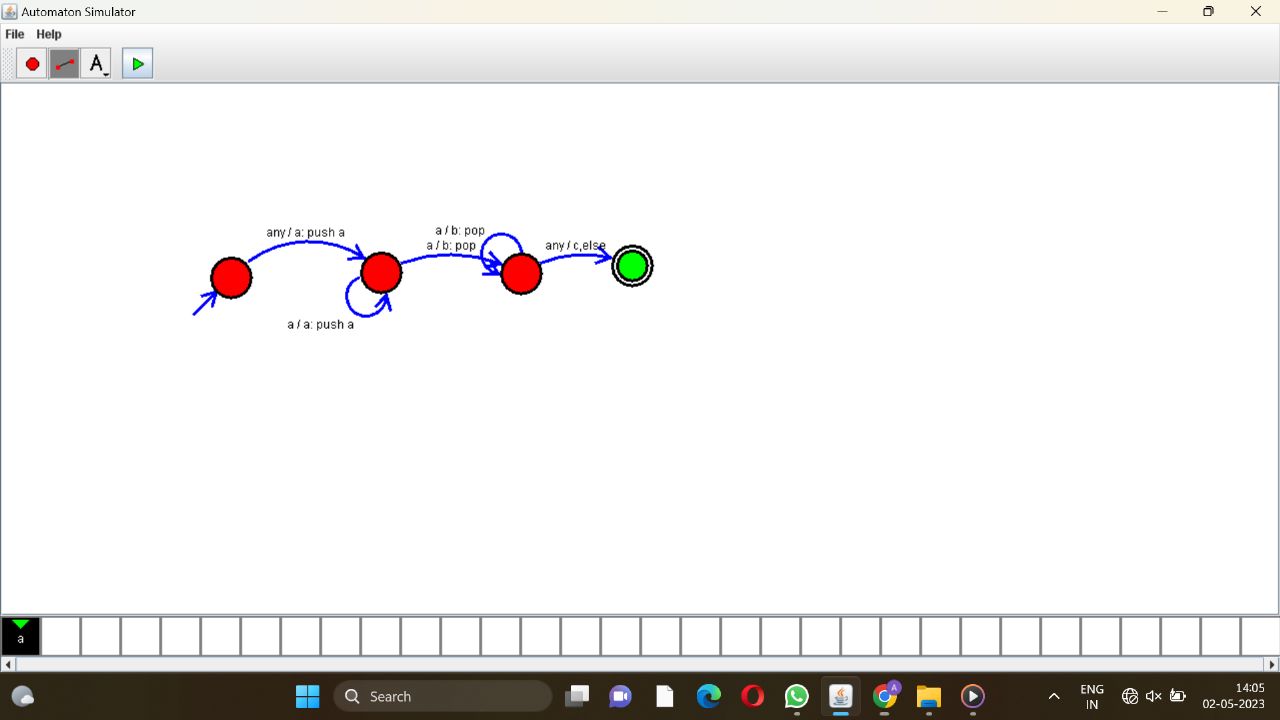 Automaton Simulator
File Help
A
any / a: push a
a / b: pop
a / b: pop
any / c,else
a / a: push a
a
Search
A
ENG
IN
14:05
02-05-2023